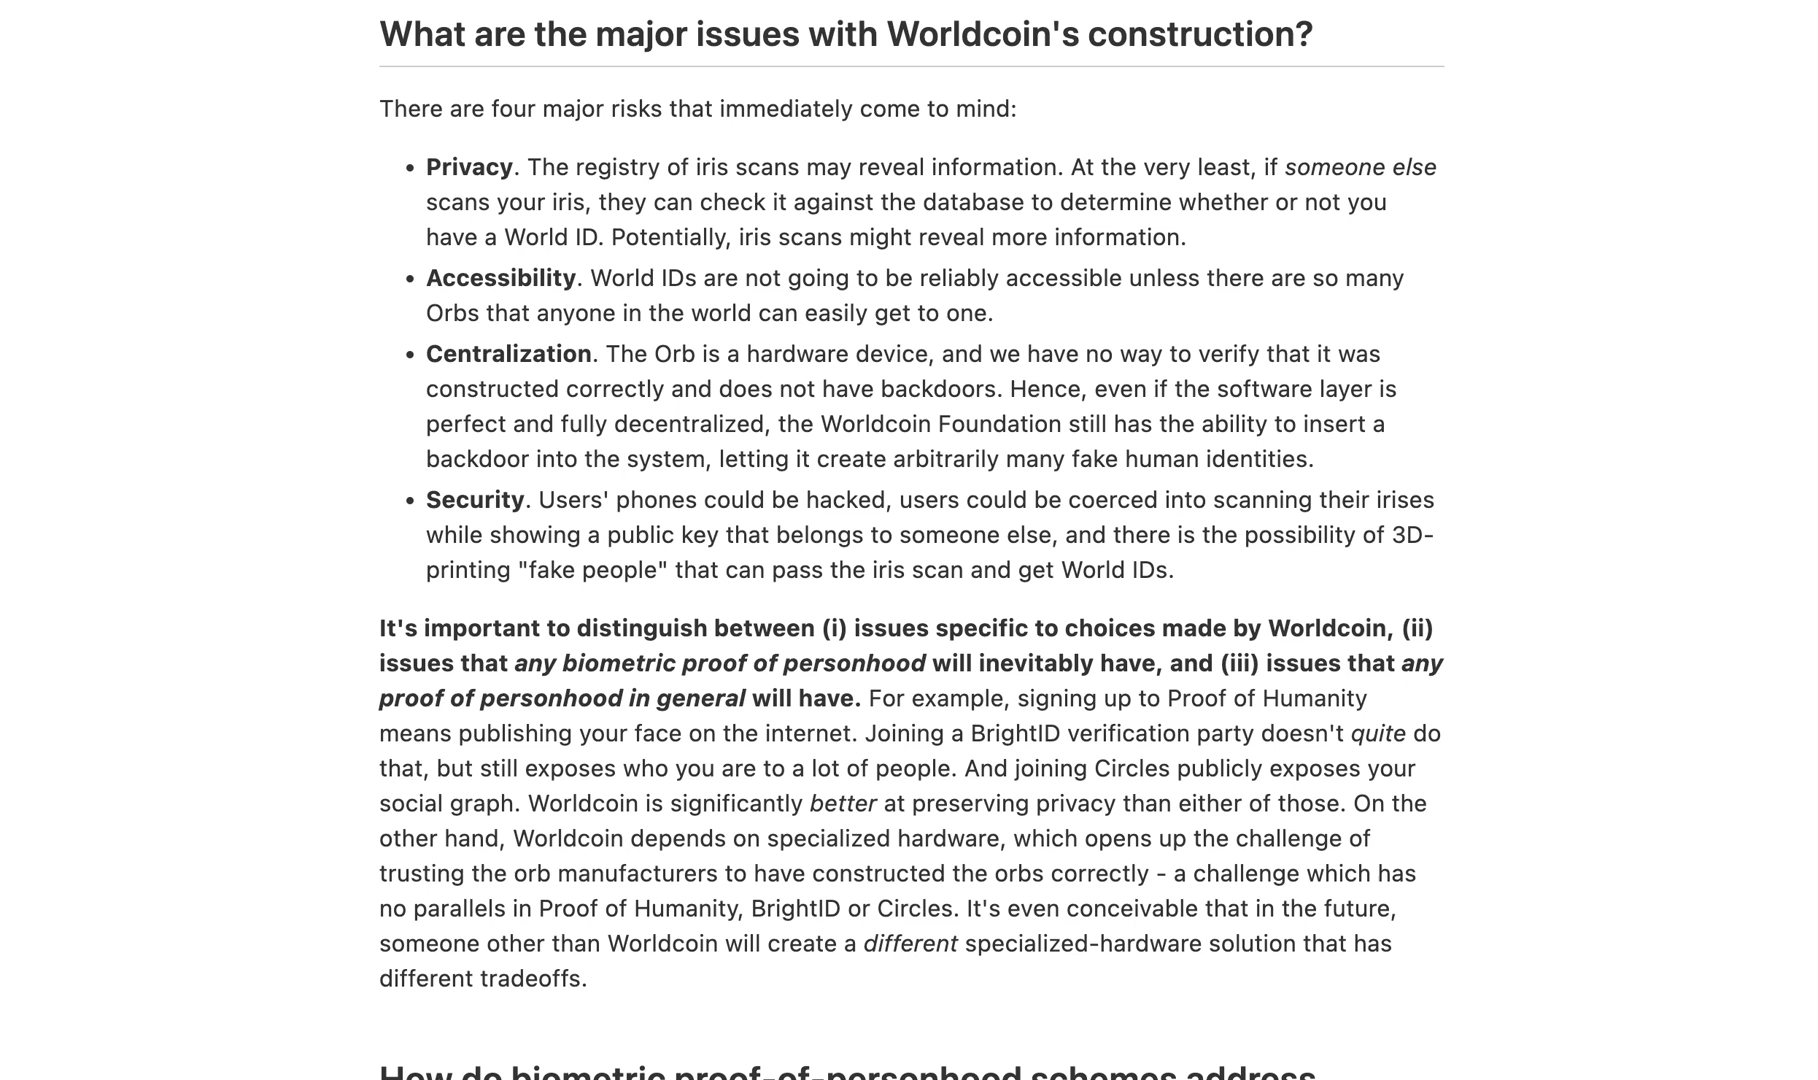 What are the major issues with Worldcoin's construction?
There are four major risks that immediately come to mind:
• Privacy. The registry of iris scans may reveal information. At the very least, if someone else
scans your iris, they can check it against the database to determine whether or not you
have a World ID. Potentially, iris scans might reveal more information.
• Accessibility. World IDs are not going to be reliably accessible unless there are so many
Orbs that anyone in the world can easily get to one.
• Centralization. The Orb is a hardware device, and we have no way to verify that it was
constructed correctly and does not have backdoors. Hence, even if the software layer is
perfect and fully decentralized, the Worldcoin Foundation still has the ability to insert a
backdoor into the system, letting it create arbitrarily many fake human identities.
• Security. Users' phones could be hacked, users could be coerced into scanning their irises
while showing a public key that belongs to someone else, and there is the possibility of 3D-
printing "fake people" that can pass the iris scan and get World IDs.
It's important to distinguish between (i) issues specific to choices made by Worldcoin, (ii)
issues that any biometric proof of personhood will inevitably have, and (iii) issues that any
proof of personhood in general will have. For example, signing up to Proof of Humanity
means publishing your face on the internet. Joining a BrightID verification party doesn't quite do
that, but still exposes who you are to a lot of people. And joining Circles publicly exposes your
social graph. Worldcoin is significantly better at preserving privacy than either of those. On the
other hand, Worldcoin depends on specialized hardware, which opens up the challenge of
trusting the orb manufacturers to have constructed the orbs correctly - a challenge which has
no parallels in Proof of Humanity, BrightID or Circles. It's even conceivable that in the future,
someone other than Worldcoin will create a different specialized-hardware solution that has
different tradeoffs.
How do biometric proof-of-personhood schemes address